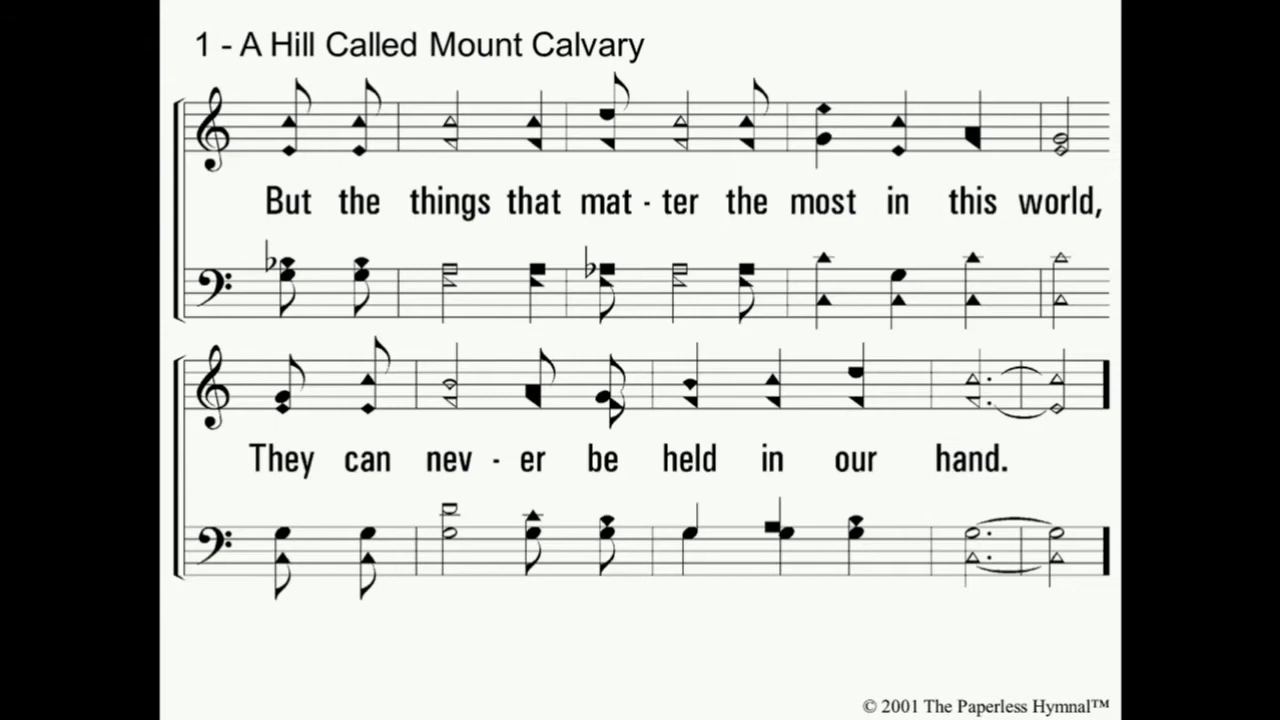 1 - A Hill Called Mount Calvary
But the things that mat - ter the most in this world,
They can nev - er be held in our hand.
© 2001 The Paperless Hymnal™